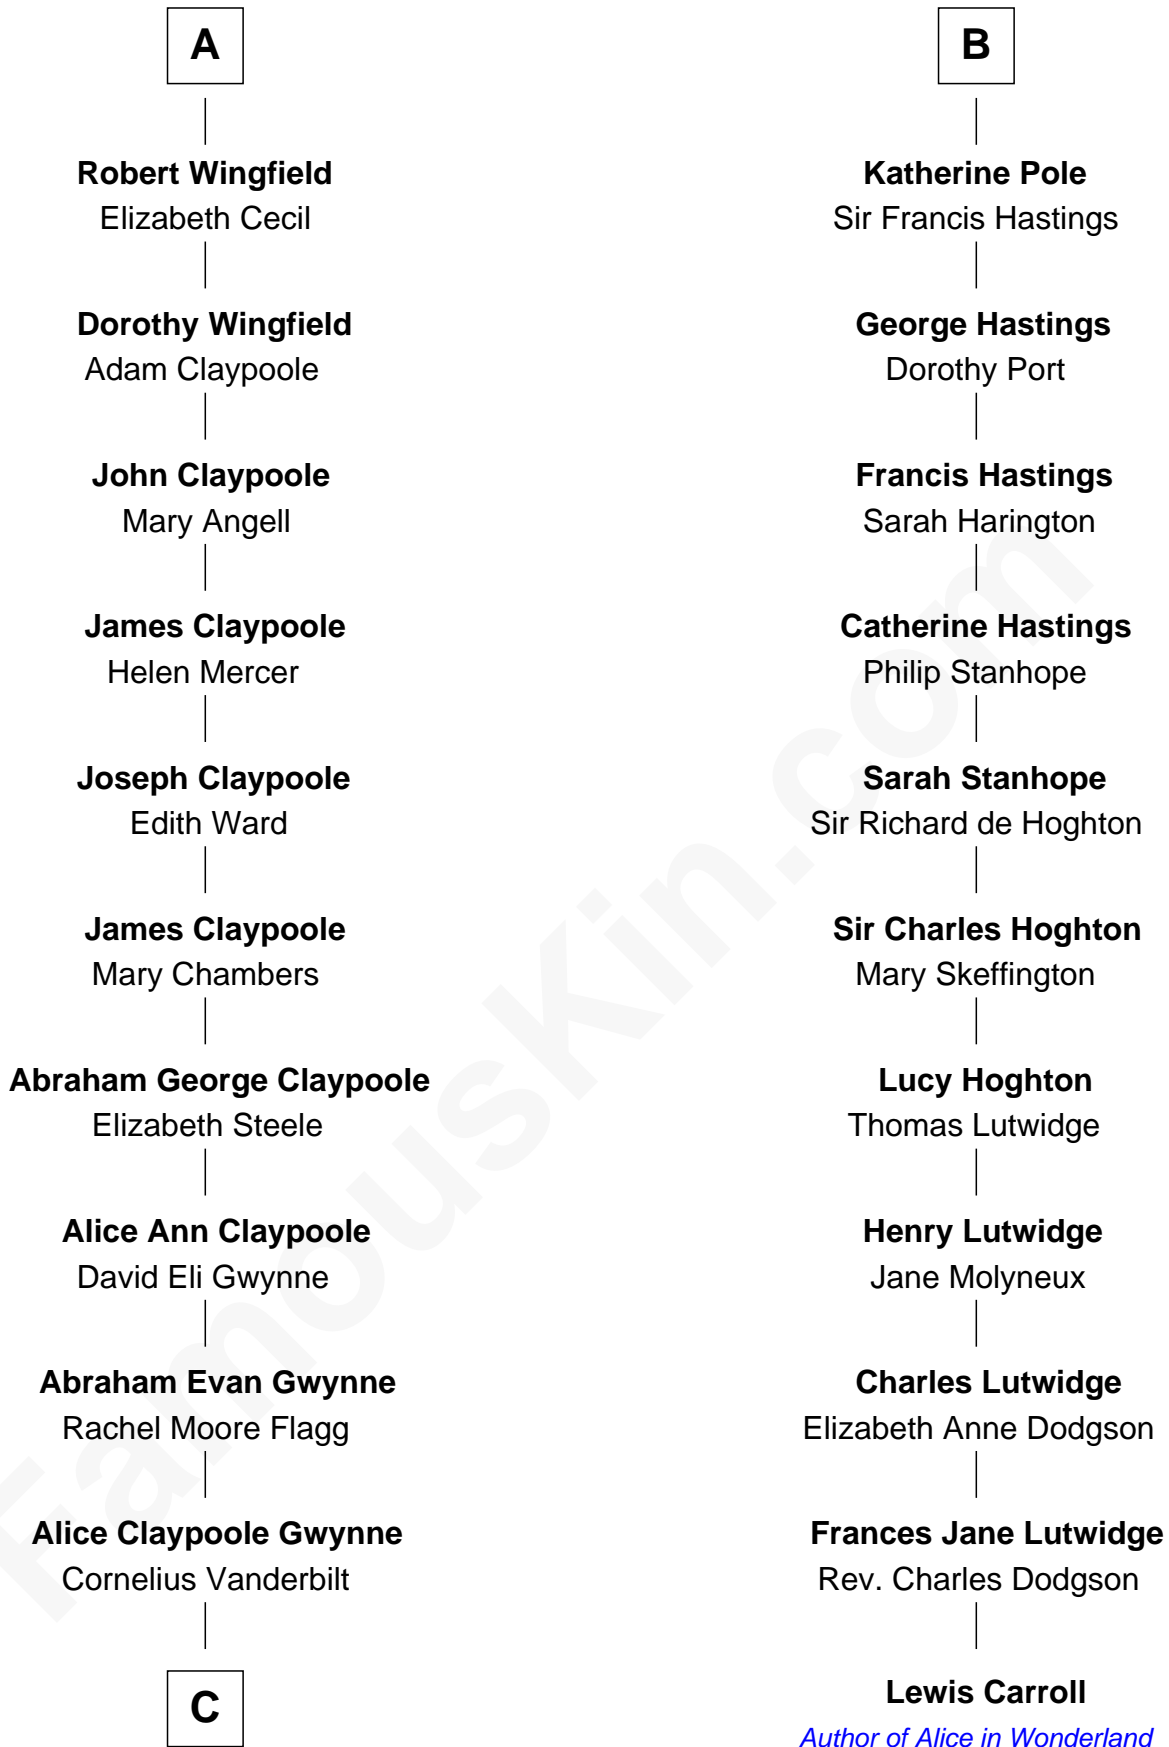 A
Robert Wingfield
Elizabeth Cecil
Dorothy Wingfield
Adam Claypoole
John Claypoole
Mary Angell
James Claypoole
Helen Mercer
Joseph Claypoole
Edith Ward
James Claypoole
Mary Chambers
Abraham George Claypoole
Elizabeth Steele
Alice Ann Claypoole
David Eli Gwynne
Abraham Evan Gwynne
Rachel Moore Flagg
Alice Claypoole Gwynne
Cornelius Vanderbilt
C
B
Katherine Pole
Sir Francis Hastings
George Hastings
Dorothy Port
Francis Hastings
Sarah Harington
Catherine Hastings
Philip Stanhope
Sarah Stanhope
Sir Richard de Hoghton
Sir Charles Hoghton
Mary Skeffington
Lucy Hoghton
Thomas Lutwidge
Henry Lutwidge
Jane Molyneux
Charles Lutwidge
Elizabeth Anne Dodgson
Frances Jane Lutwidge
Rev. Charles Dodgson
Lewis Carroll
Author of Alice in Wonderland
FamousKin.com